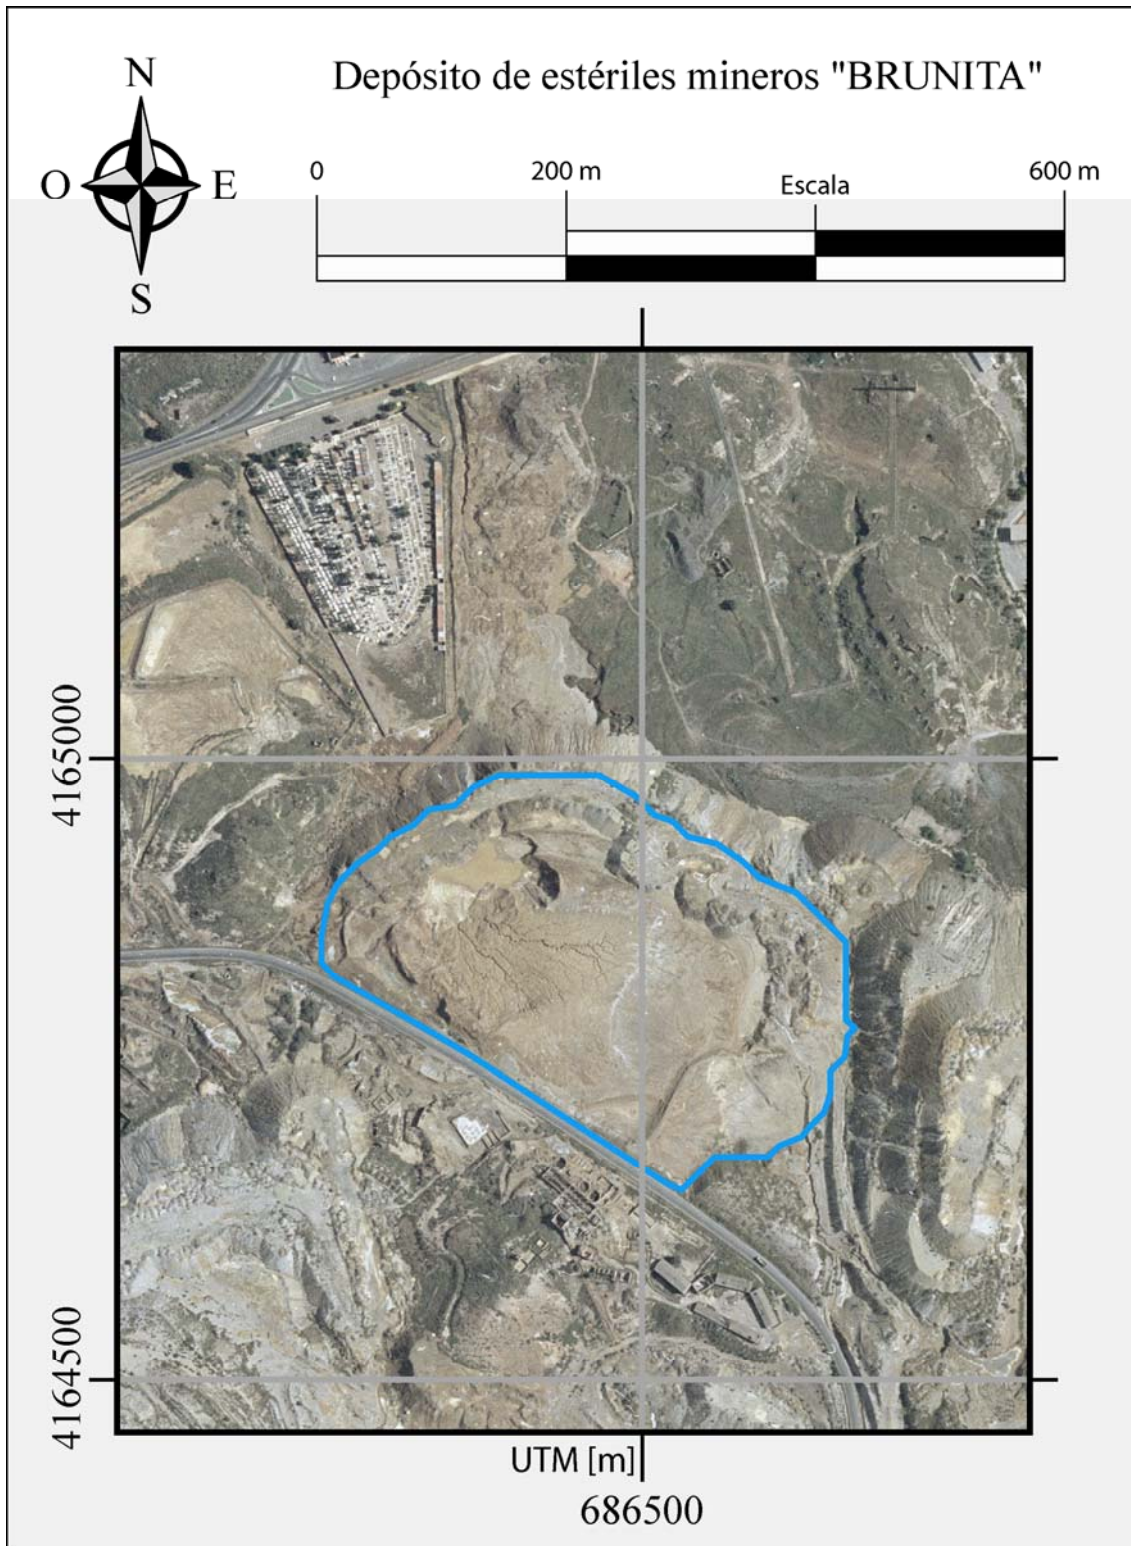 Depósito de estériles mineros "BRUNITA"
N
O
E
S
0
200 m
Escala
600 m
4165000
4164500
UTM [m]
686500